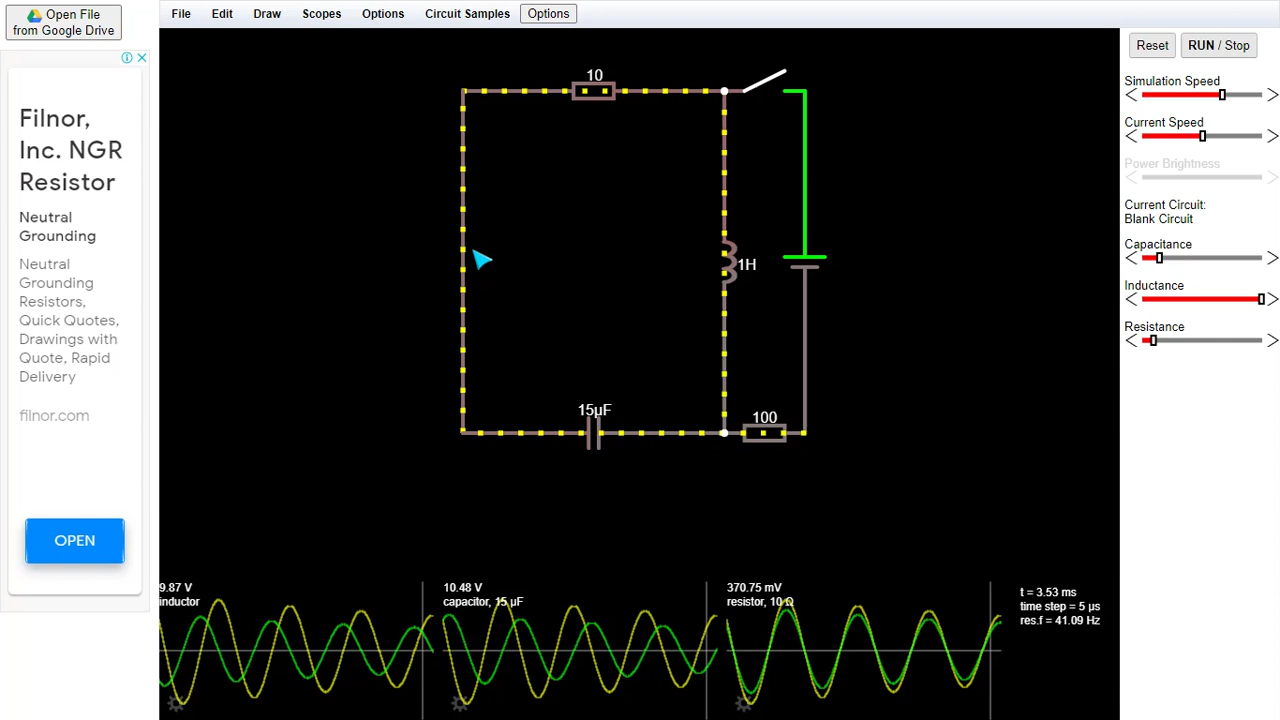 Open File
from Google Drive
File Edit Draw Scopes Options Circuit Samples Options
Reset RUN / Stop
Simulation Speed
Current Speed
Power Brightness
Current Circuit:
Blank Circuit
Capacitance
Inductance
Resistance
Filnor,
Inc. NGR
Resistor
Neutral
Grounding
Neutral
Grounding
Resistors,
Quick Quotes,
Drawings with
Quote, Rapid
Delivery
filnor.com
OPEN
10
1H
15μF
100
9.87 V
inductor
10.48 V
capacitor, 15 μF
370.75 mV
resistor, 10 Ω
t = 3.53 ms
time step = 5 μs
res.f = 41.09 Hz